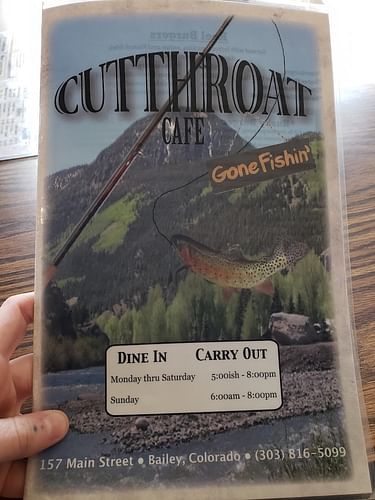 CUTTHROAT
CAFE
Gone Fishin'
DINE IN CARRY OUT
Monday thru Saturday 5:00ish - 8:00pm
Sunday 6:00am - 8:00pm
157 Main Street • Bailey, Colorado • (303) 816-5099